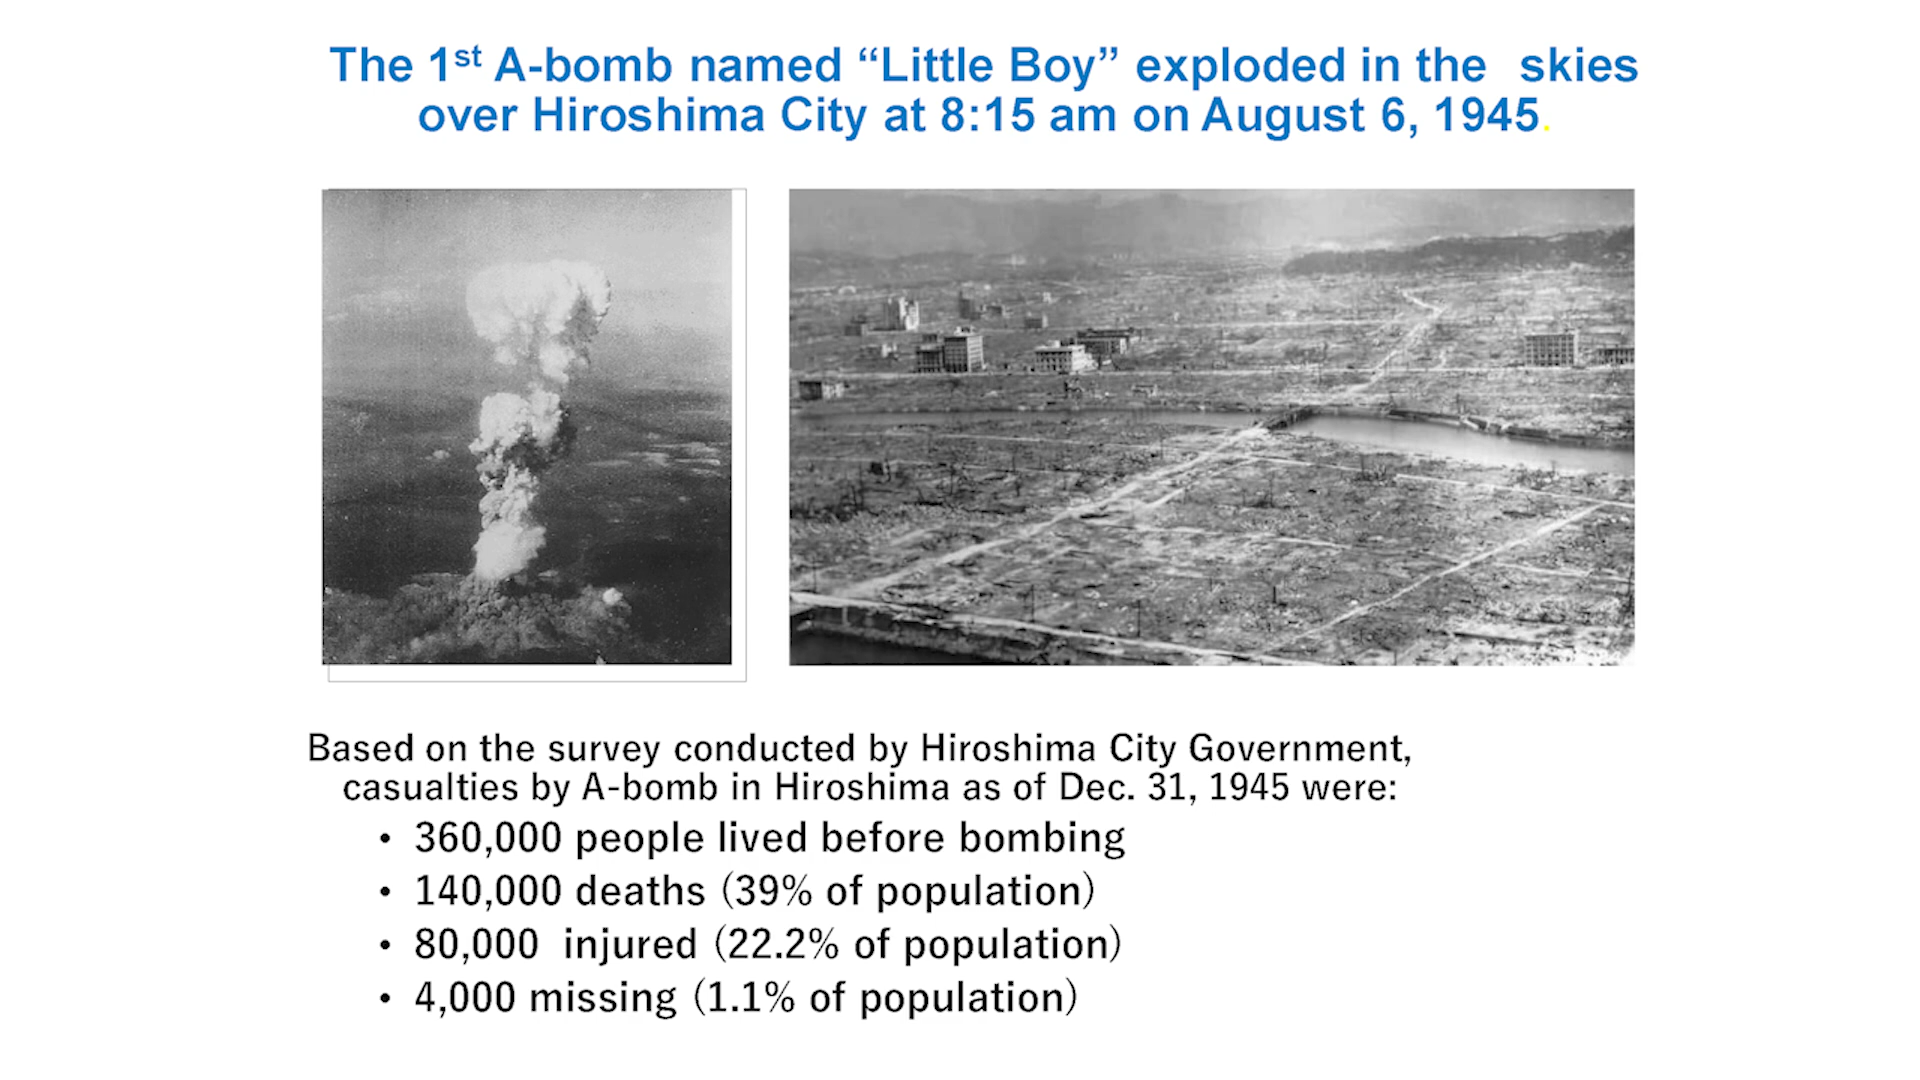 The 1st A-bomb named “Little Boy” exploded in the skies
over Hiroshima City at 8:15 am on August 6, 1945.
Based on the survey conducted by Hiroshima City Government,
casualties by A-bomb in Hiroshima as of Dec. 31, 1945 were:
• 360,000 people lived before bombing
• 140,000 deaths (39% of population)
• 80,000 injured (22.2% of population)
• 4,000 missing (1.1% of population)